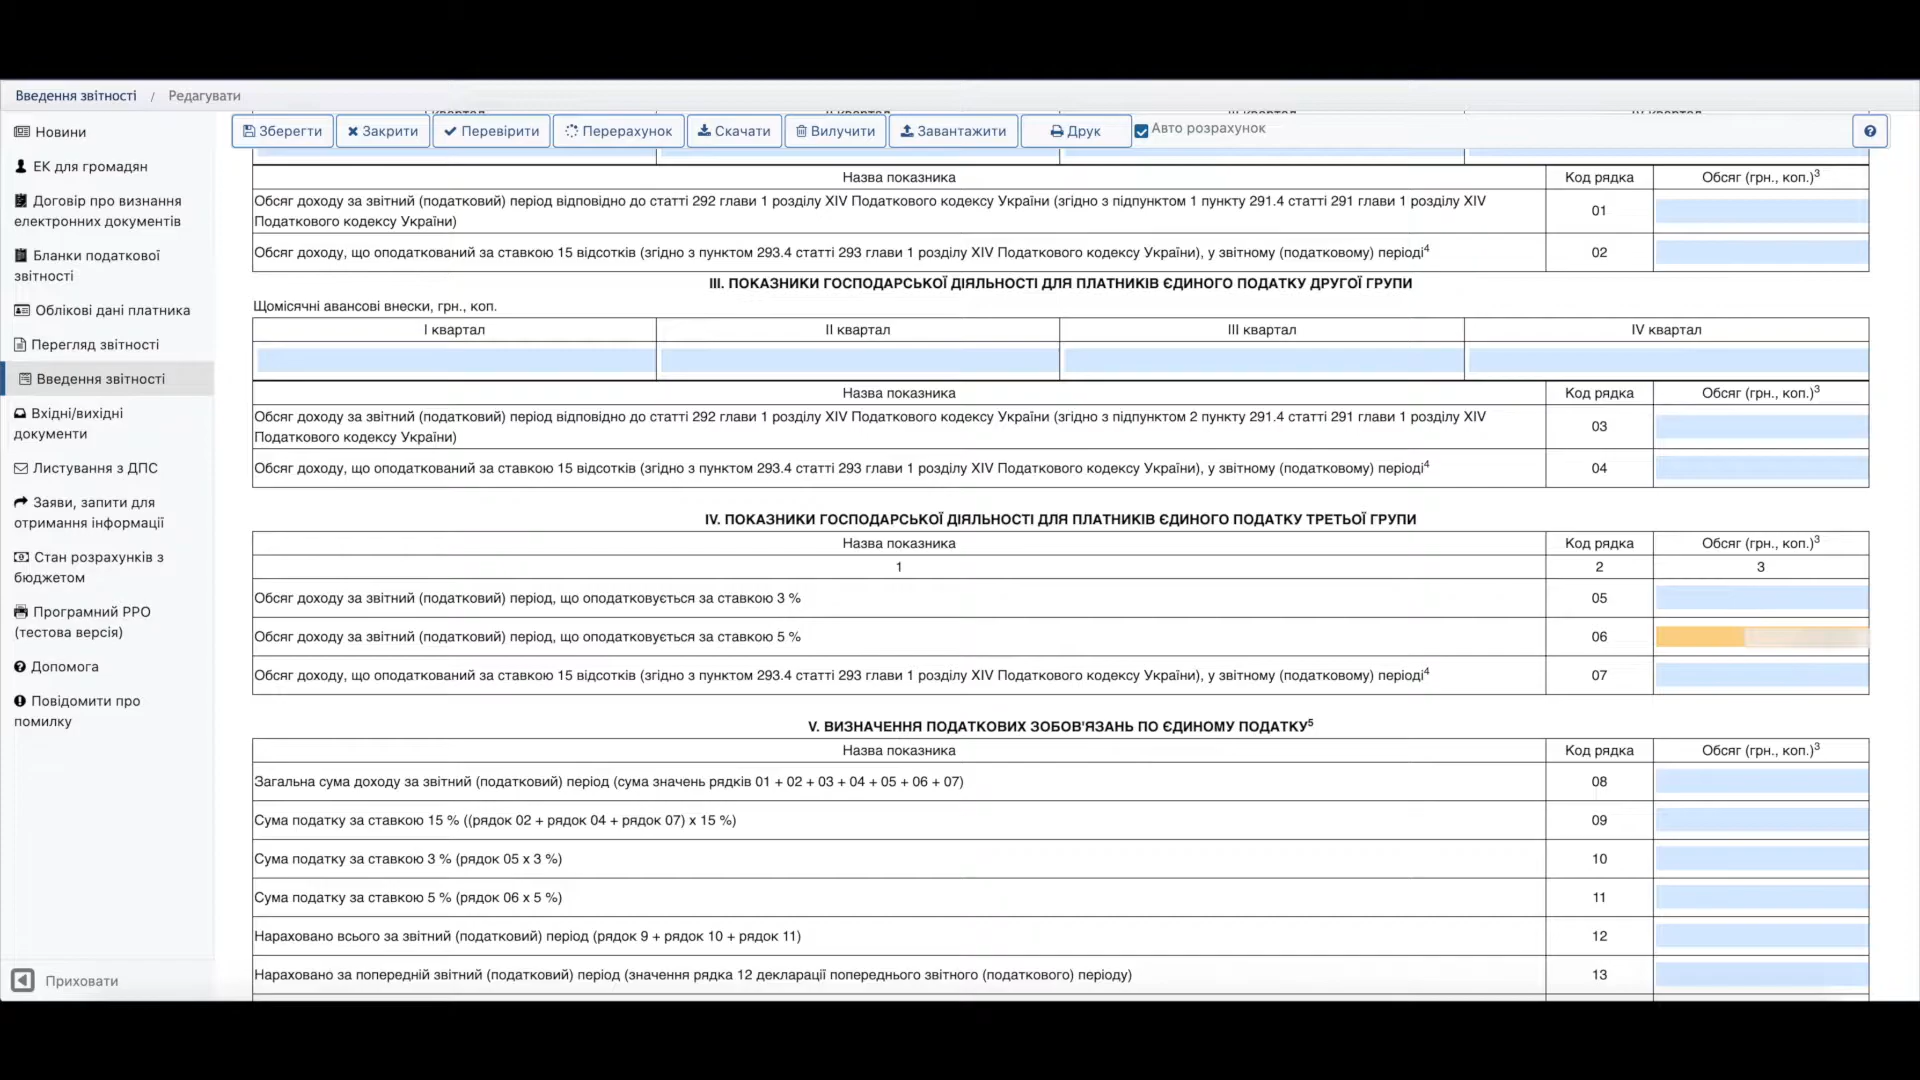 Введення звітності / Редагувати
Новини
ЕК для громадян
Договір про визнання
електронних документів
Бланки податкової
звітності
Облікові дані платника
Перегляд звітності
Введення звітності
Вхідні/вихідні
документи
Листування з ДПС
Заяви, запити для
отримання інформації
Стан розрахунків з
бюджетом
Програмний РРО
(тестова версія)
Допомога
Повідомити про
помилку
Приховати
Зберегти Закрити Перевірити Перерахунок Скачати Вилучити Завантажити Друк Авто розрахунок
Назва показника Код рядка Обсяг (грн., коп.)3
Обсяг доходу за звітний (податковий) період відповідно до статті 292 глави 1 розділу XIV Податкового кодексу України (згідно з підпунктом 1 пункту 291.4 статті 291 глави 1 розділу XIV
Податкового кодексу України) 01
Обсяг доходу, що оподаткований за ставкою 15 відсотків (згідно з пунктом 293.4 статті 293 глави 1 розділу XIV Податкового кодексу України), у звітному (податковому) періоді4 02
III. ПОКАЗНИКИ ГОСПОДАРСЬКОЇ ДІЯЛЬНОСТІ ДЛЯ ПЛАТНИКІВ ЄДИНОГО ПОДАТКУ ДРУГОЇ ГРУПИ
Щомісячні авансові внески, грн., коп.
I квартал II квартал III квартал IV квартал
Назва показника Код рядка Обсяг (грн., коп.)3
Обсяг доходу за звітний (податковий) період відповідно до статті 292 глави 1 розділу XIV Податкового кодексу України (згідно з підпунктом 2 пункту 291.4 статті 291 глави 1 розділу XIV
Податкового кодексу України) 03
Обсяг доходу, що оподаткований за ставкою 15 відсотків (згідно з пунктом 293.4 статті 293 глави 1 розділу XIV Податкового кодексу України), у звітному (податковому) періоді4 04
IV. ПОКАЗНИКИ ГОСПОДАРСЬКОЇ ДІЯЛЬНОСТІ ДЛЯ ПЛАТНИКІВ ЄДИНОГО ПОДАТКУ ТРЕТЬОЇ ГРУПИ
Назва показника Код рядка Обсяг (грн., коп.)3
1 2 3
Обсяг доходу за звітний (податковий) період, що оподатковується за ставкою 3 % 05
Обсяг доходу за звітний (податковий) період, що оподатковується за ставкою 5 % 06
Обсяг доходу, що оподаткований за ставкою 15 відсотків (згідно з пунктом 293.4 статті 293 глави 1 розділу XIV Податкового кодексу України), у звітному (податковому) періоді4 07
V. ВИЗНАЧЕННЯ ПОДАТКОВИХ ЗОБОВ'ЯЗАНЬ ПО ЄДИНОМУ ПОДАТКУ5
Назва показника Код рядка Обсяг (грн., коп.)3
Загальна сума доходу за звітний (податковий) період (сума значень рядків 01 + 02 + 03 + 04 + 05 + 06 + 07) 08
Сума податку за ставкою 15 % ((рядок 02 + рядок 04 + рядок 07) x 15 %) 09
Сума податку за ставкою 3 % (рядок 05 x 3 %) 10
Сума податку за ставкою 5 % (рядок 06 x 5 %) 11
Нараховано всього за звітний (податковий) період (рядок 9 + рядок 10 + рядок 11) 12
Нараховано за попередній звітний (податковий) період (значення рядка 12 декларації попереднього звітного (податкового) періоду) 13